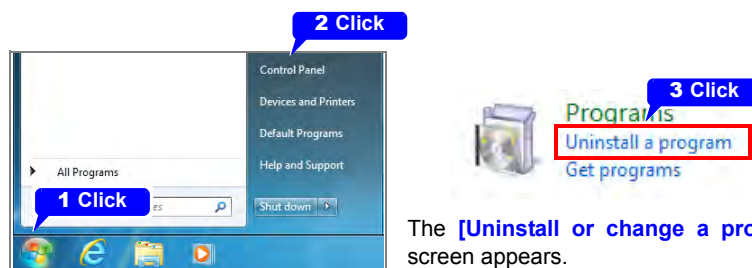 2 Click
Control Panel
Devices and Printers
Default Programs
Help and Support
All Programs
1 Click
es
Shut down
3 Click
Programs
Uninstall a program
Get programs
The [Uninstall or change a pro
screen appears.